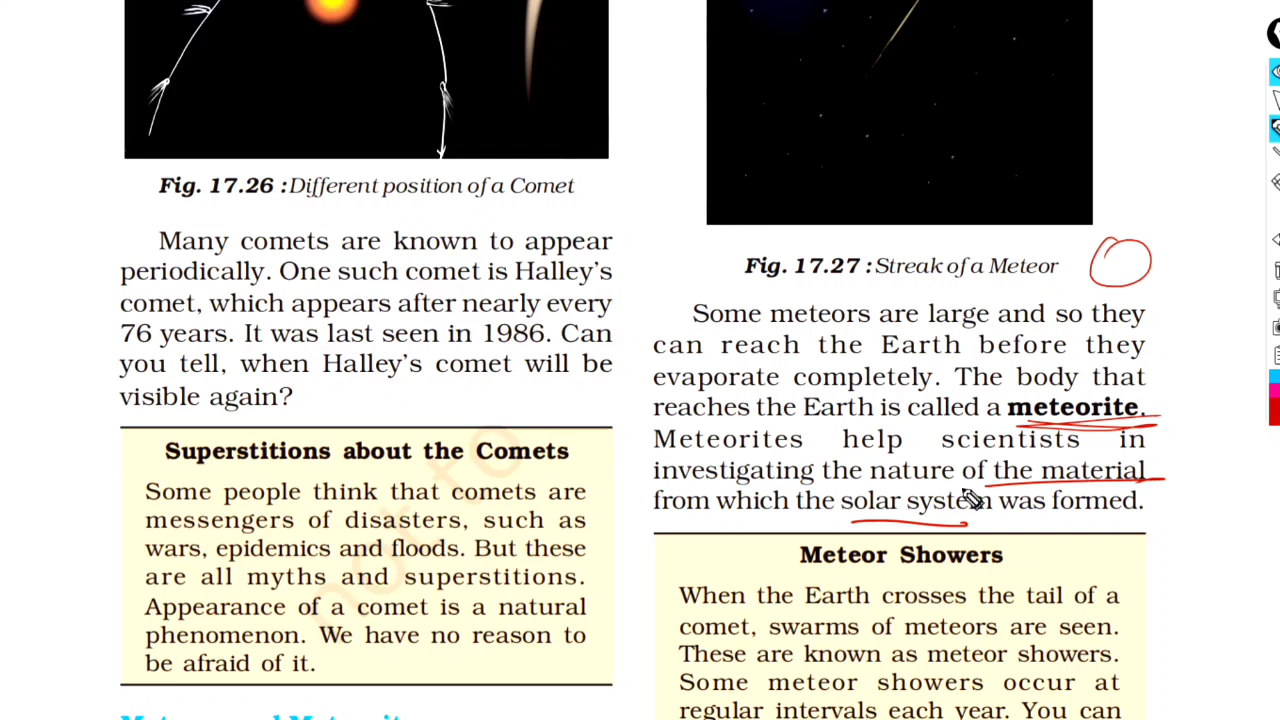 Fig. 17.26 : Different position of a Comet
Many comets are known to appear
periodically. One such comet is Halley's
comet, which appears after nearly every
76 years. It was last seen in 1986. Can
you tell, when Halley's comet will be
visible again?
Superstitions about the Comets
Some people think that comets are
messengers of disasters, such as
wars, epidemics and floods. But these
are all myths and superstitions.
Appearance of a comet is a natural
phenomenon. We have no reason to
be afraid of it.
Fig. 17.27 : Streak of a Meteor
Some meteors are large and so they
can reach the Earth before they
evaporate completely. The body that
reaches the Earth is called a meteorite.
Meteorites help scientists in
investigating the nature of the material
from which the solar system was formed.
Meteor Showers
When the Earth crosses the tail of a
comet, swarms of meteors are seen.
These are known as meteor showers.
Some meteor showers occur at
regular intervals each year. You can
not to